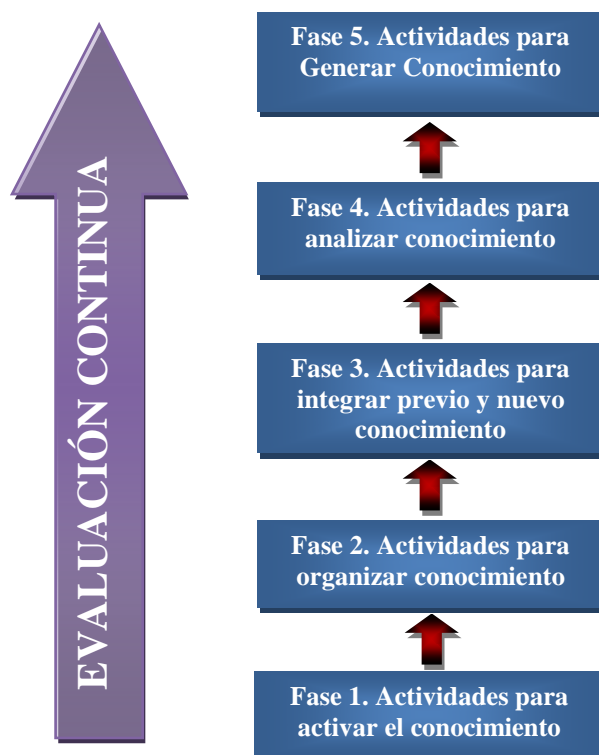 EVALUACIÓN CONTINUA
Fase 5. Actividades para
Generar Conocimiento
Fase 4. Actividades para
analizar conocimiento
Fase 3. Actividades para
integrar previo y nuevo
conocimiento
Fase 2. Actividades para
organizar conocimiento
Fase 1. Actividades para
activar el conocimiento